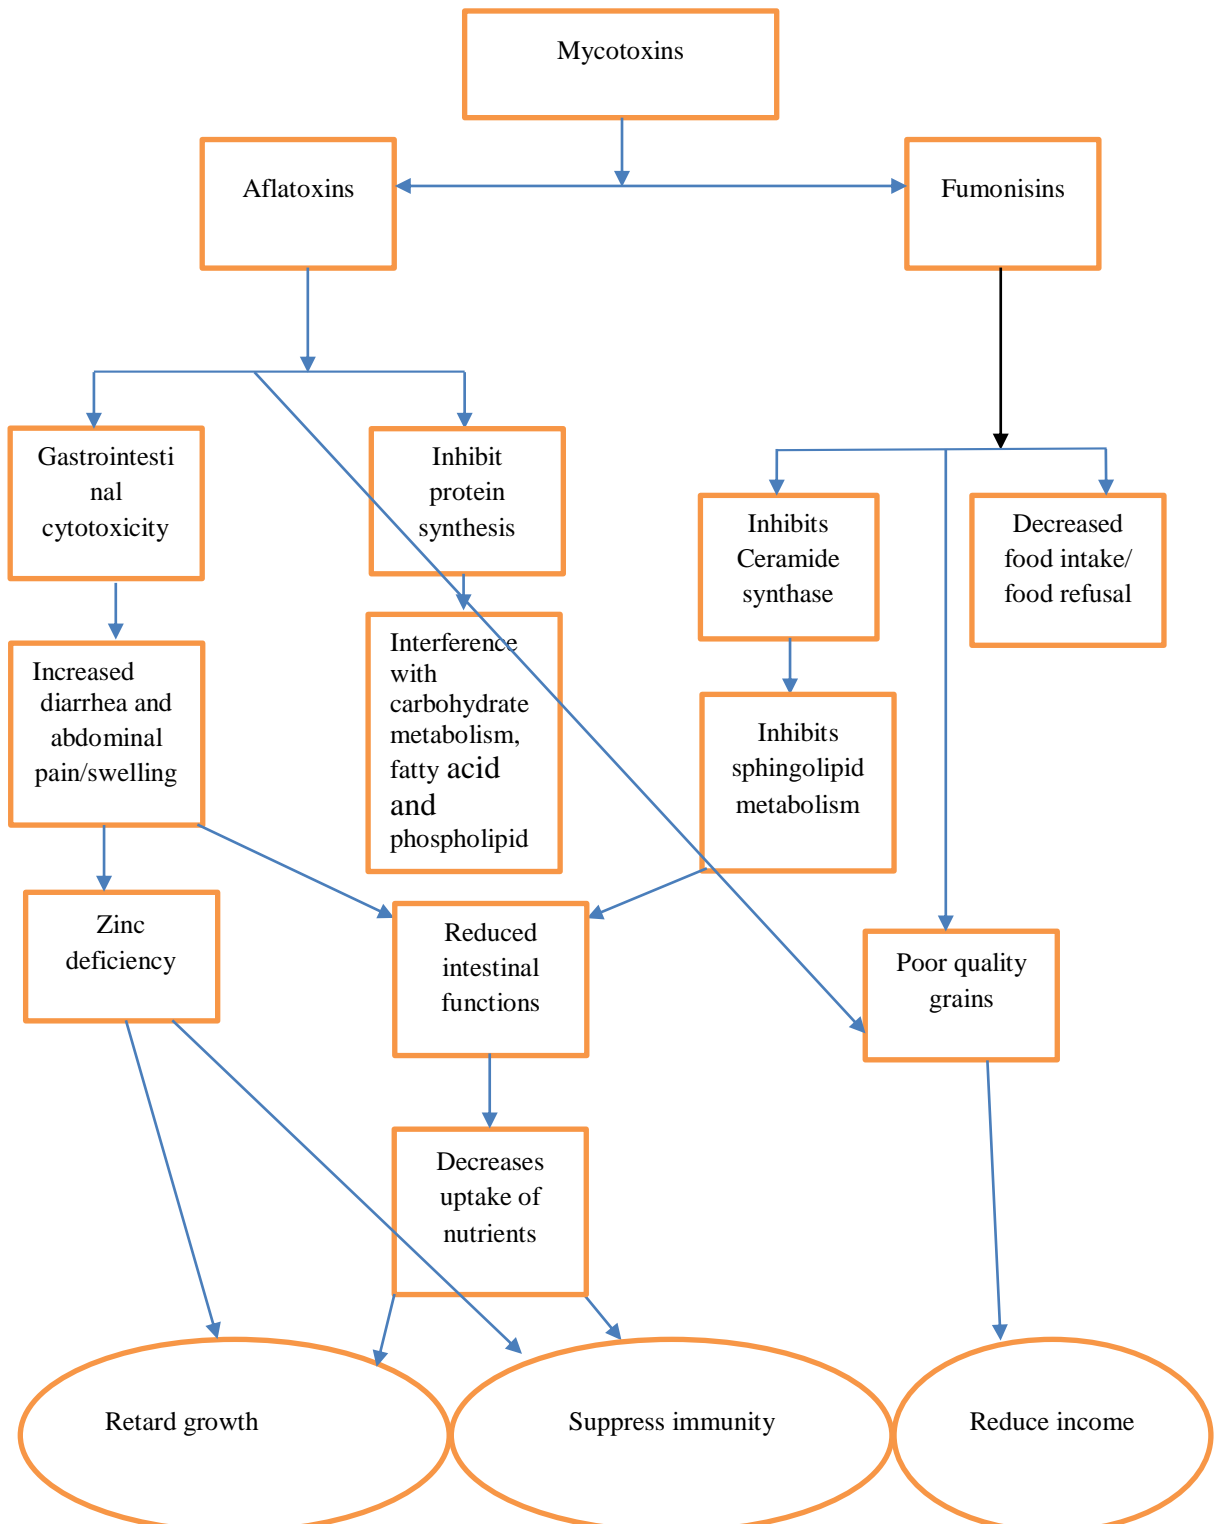 Mycotoxins
Aflatoxins
Fumonisins
Gastrointesti
nal
cytotoxicity
Inhibit
protein
synthesis
Inhibits
Ceramide
synthase
Decreased
food intake/
food refusal
Increased
diarrhea and
abdominal
pain/swelling
Interference
with
carbohydrate
metabolism,
fatty acid
and
phospholipid
Inhibits
sphingolipid
metabolism
Zinc
deficiency
Reduced
intestinal
functions
Poor quality
grains
Decreases
uptake of
nutrients
Retard growth
Suppress immunity
Reduce income